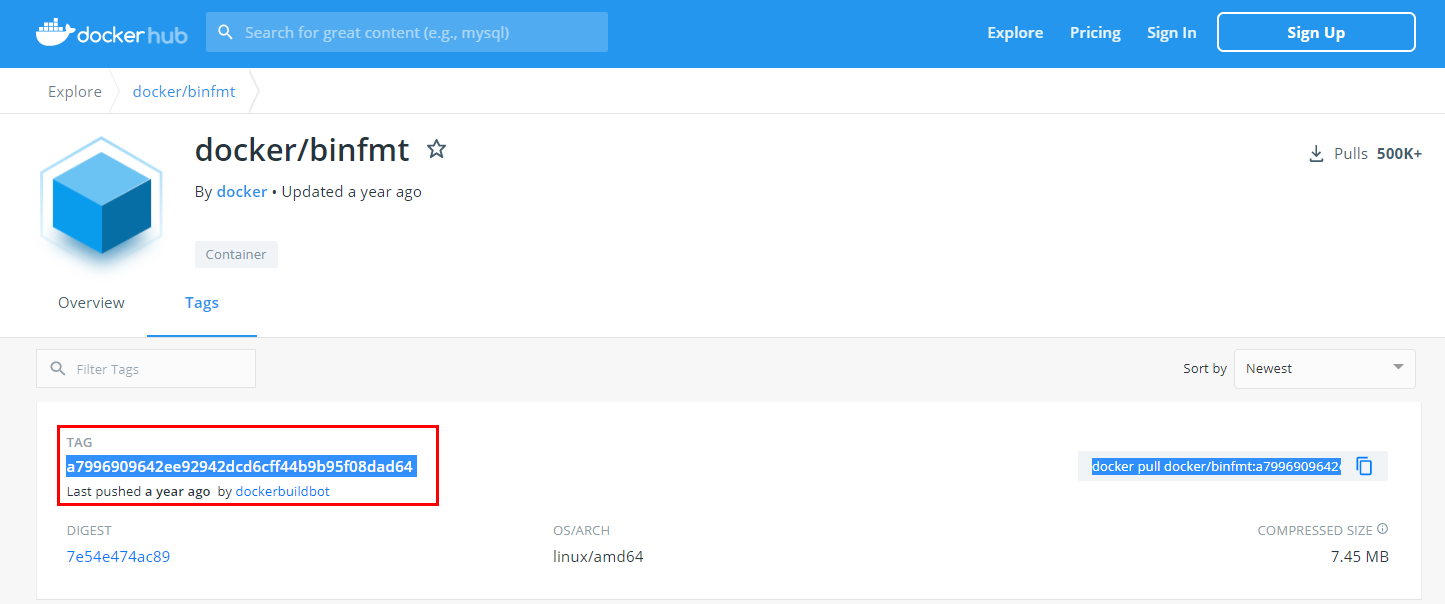 docker hub
Search for great content (e.g., mysql)
Explore
Pricing
Sign In
Sign Up
Explore
docker/binfmt
docker/binfmt
Pulls 500K+
By docker • Updated a year ago
Container
Overview
Tags
Filter Tags
Sort by
Newest
TAG
a7996909642ee92942dcd6cff44b9b95f08dad64
docker pull docker/binfmt:a7996909642
Last pushed a year ago by dockerbuildbot
DIGEST
OS/ARCH
COMPRESSED SIZE
7e54e474ac89
linux/amd64
7.45 MB